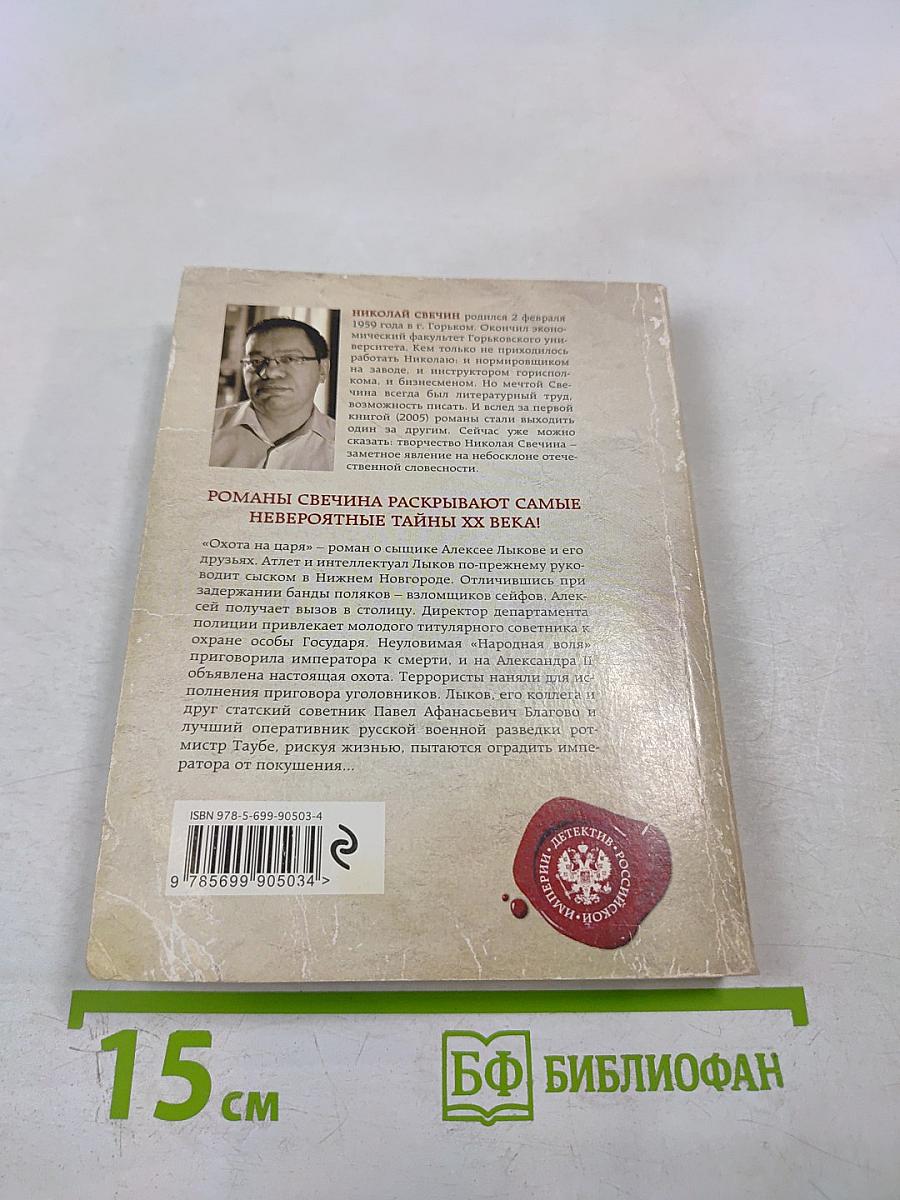 НИКОЛАЙ СВЕЧИН родился 2 февраля
1959 года в г. Горьком. Окончил эконо-
мический факультет Горьковского уни-
верситета. Кем только не приходилось
работать Николаю: и нормировщиком
на заводе, и инструктором гориспол-
кома, и бизнесменом. Но мечтой Све-
чина всегда был литературный труд,
возможность писать. И вслед за первой
книгой (2005) романы стали выходить
один за другим. Сейчас уже можно
сказать: творчество Николая Свечина –
заметное явление на небосклоне отече-
ственной словесности.
РОМАНЫ СВЕЧИНА РАСКРЫВАЮТ САМЫЕ
НЕВЕРОЯТНЫЕ ТАЙНЫ XX ВЕКА!
«Охота на царя» – роман о сыщике Алексее Лыкове и его
друзьях. Атлет и интеллектуал Лыков по-прежнему руко-
водит сыском в Нижнем Новгороде. Отличившись при
задержании банды поляков – взломщиков сейфов, Алек-
сей получает вызов в столицу. Директор департамента
полиции привлекает молодого титулярного советника к
охране особы Государя. Неуловимая «Народная воля»
приговорила императора к смерти, и на Александра II
объявлена настоящая охота. Террористы наняли для ис-
полнения приговора уголовников. Лыков, его коллега и
друг статский советник Павел Афанасьевич Благово и
лучший оперативник русской военной разведки рот-
мистр Таубе, рискуя жизнью, пытаются оградить импе-
ратора от покушения...
ISBN 978-5-699-90503-4
9 785699 905034 >
ДЕТЕКТИВ • РОССИЙСКОЙ • ИМПЕРИИ •
15 см
БФ БИБЛИОФАН